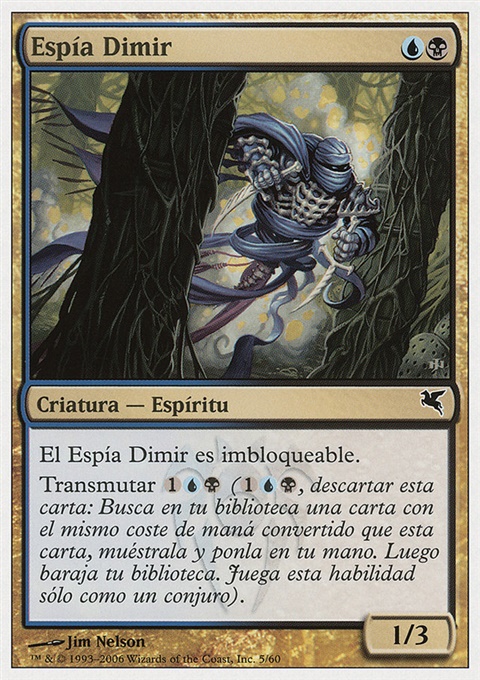 Espía Dimir
Criatura — Espíritu
El Espía Dimir es imbloqueable.
Transmutar 1 (1, descartar esta
carta: Busca en tu biblioteca una carta con
el mismo coste de maná convertido que esta
carta, muéstrala y ponla en tu mano. Luego
baraja tu biblioteca. Juega esta habilidad
sólo como un conjuro).
Jim Nelson
1/3
™ & © 1993–2006 Wizards of the Coast, Inc. 5/60